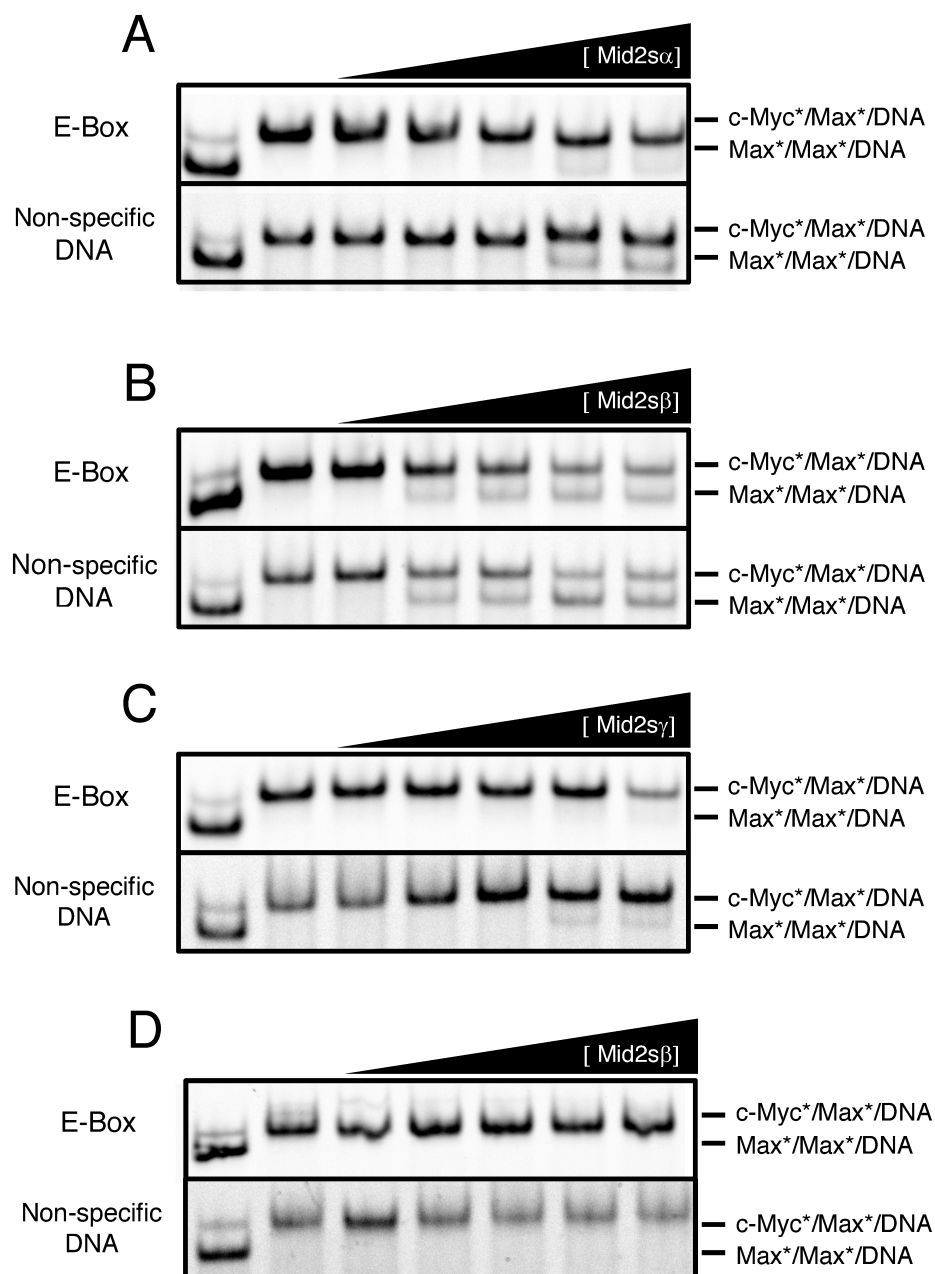 A
[ Mid2sα]
E-Box
c-Myc*/Max*/DNA
Max*/Max*/DNA
Non-specific
DNA
c-Myc*/Max*/DNA
Max*/Max*/DNA
B
[ Mid2sβ]
E-Box
c-Myc*/Max*/DNA
Max*/Max*/DNA
Non-specific
DNA
c-Myc*/Max*/DNA
Max*/Max*/DNA
C
[ Mid2sγ]
E-Box
c-Myc*/Max*/DNA
Max*/Max*/DNA
Non-specific
DNA
c-Myc*/Max*/DNA
Max*/Max*/DNA
D
[ Mid2sβ]
E-Box
c-Myc*/Max*/DNA
Max*/Max*/DNA
Non-specific
DNA
c-Myc*/Max*/DNA
Max*/Max*/DNA